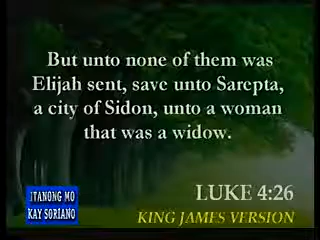 But unto none of them was
Elijah sent, save unto Sarepta,
a city of Sidon, unto a woman
that was a widow.
LUKE 4:26
ITANONG MO
KAY SORIANO
KING JAMES VERSION